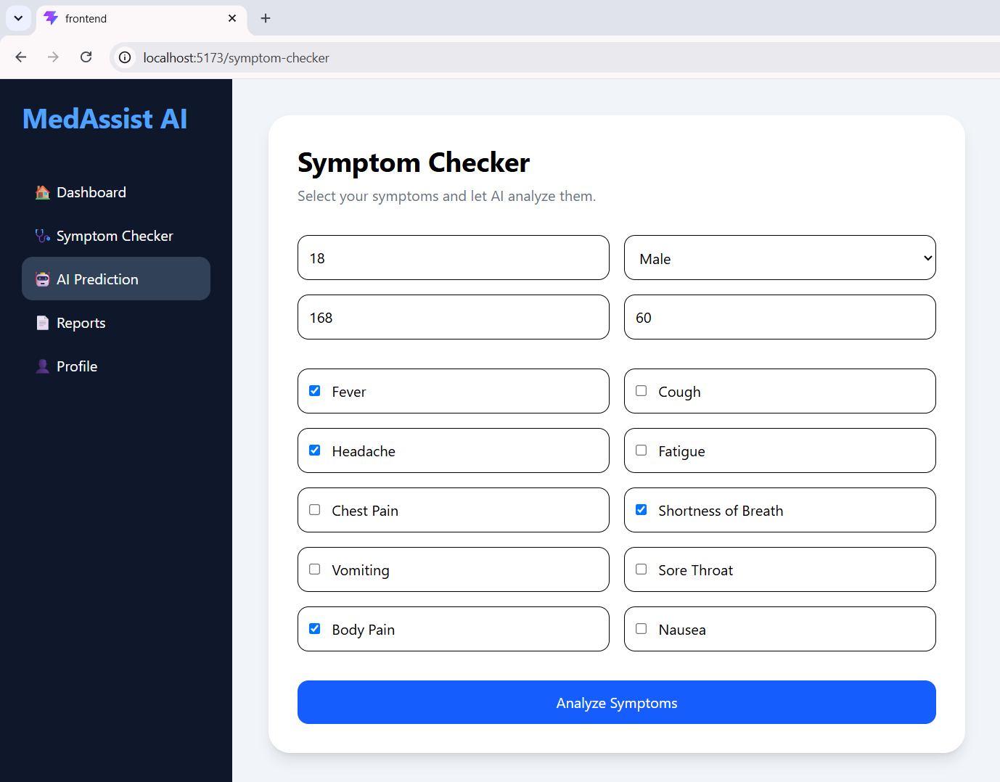 frontend
localhost:5173/symptom-checker
MedAssist AI
Dashboard
Symptom Checker
AI Prediction
Reports
Profile
Symptom Checker
Select your symptoms and let AI analyze them.
18
Male
168
60
Fever
Cough
Headache
Fatigue
Chest Pain
Shortness of Breath
Vomiting
Sore Throat
Body Pain
Nausea
Analyze Symptoms